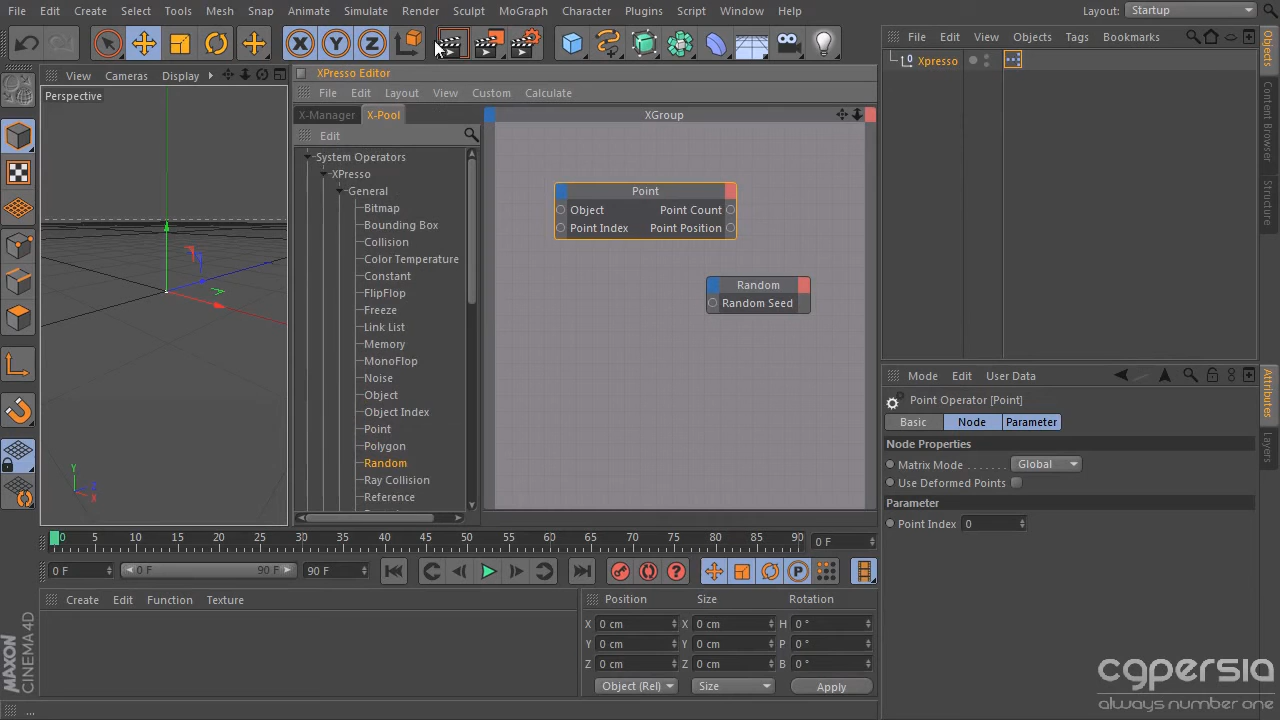 File Edit Create Select Tools Mesh Snap Animate Simulate Render Sculpt MoGraph Character Plugins Script Window Help Layout: Startup
X Y Z
File Edit View Objects Tags Bookmarks
View Cameras Display
XPresso Editor
File Edit Layout View Custom Calculate
Perspective
X-Manager X-Pool
XGroup
Edit
System Operators
XPresso
General
Bitmap
Bounding Box
Collision
Color Temperature
Constant
FlipFlop
Freeze
Link List
Memory
MonoFlop
Noise
Object
Object Index
Point
Polygon
Random
Ray Collision
Reference
Point
Object Point Count
Point Index Point Position
Random
Random Seed
Y
Z
X
0 Xpresso
Objects
Content Browser
Structure
Attributes
Layers
Mode Edit User Data
Point Operator [Point]
Basic Node Parameter
Node Properties
Matrix Mode Global
Use Deformed Points
Parameter
Point Index 0
0 5 10 15 20 25 30 35 40 45 50 55 60 65 70 75 80 85 90 0 F
0 F 0 F 90 F 90 F
Create Edit Function Texture
Position Size Rotation
X 0 cm X 0 cm H 0 °
Y 0 cm Y 0 cm P 0 °
Z 0 cm Z 0 cm B 0 °
Object (Rel) Size Apply
MAXON
CINEMA 4D
...
cgpersia
always number one